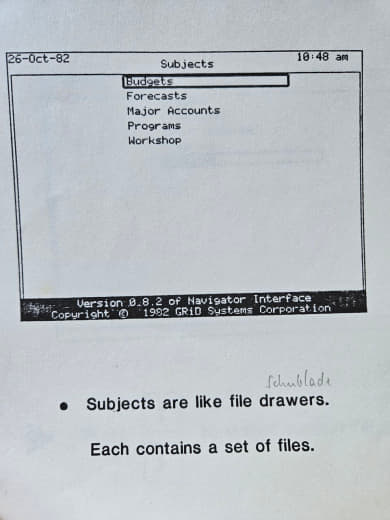 26-Oct-82 Subjects 10:48 am
Budgets
Forecasts
Major Accounts
Programs
Workshop
Version 0.8.2 of Navigator Interface
Copyright © 1982 GRiD Systems Corporation
Schublade
• Subjects are like file drawers.
Each contains a set of files.